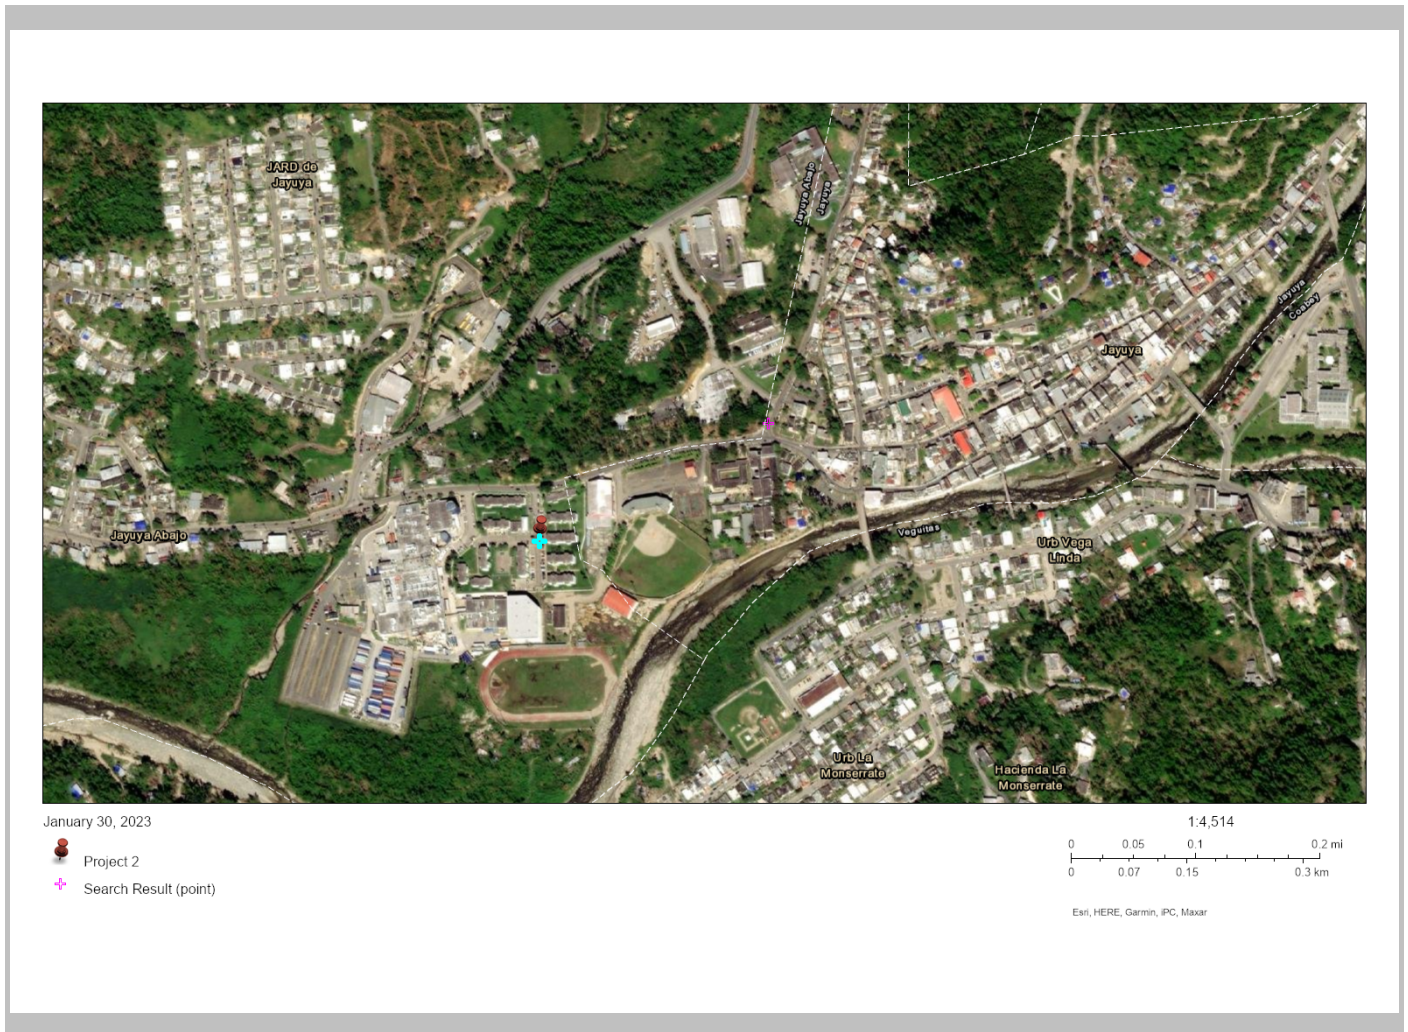 JARD de
Jayuya
Jayuya Abajo
Jayuya
Jayuya
Coabey
Jayuya
Jayuya Abajo
Veguitas
Urb Vega
Linda
Urb La
Monserrate
Hacienda La
Monserrate
January 30, 2023
Project 2
Search Result (point)
1:4,514
0 0.05 0.1 0.2 mi
0 0.07 0.15 0.3 km
Esri, HERE, Garmin, iPC, Maxar